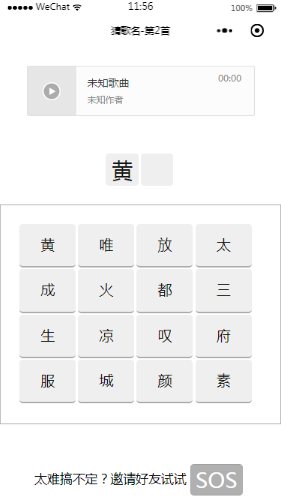 WeChat 11:56 100%
猜歌名-第2首
未知歌曲 00:00
未知作者
黄
黄 唯 放 太
成 火 都 三
生 凉 叹 府
服 城 颜 素
太难搞不定？邀请好友试试 SOS